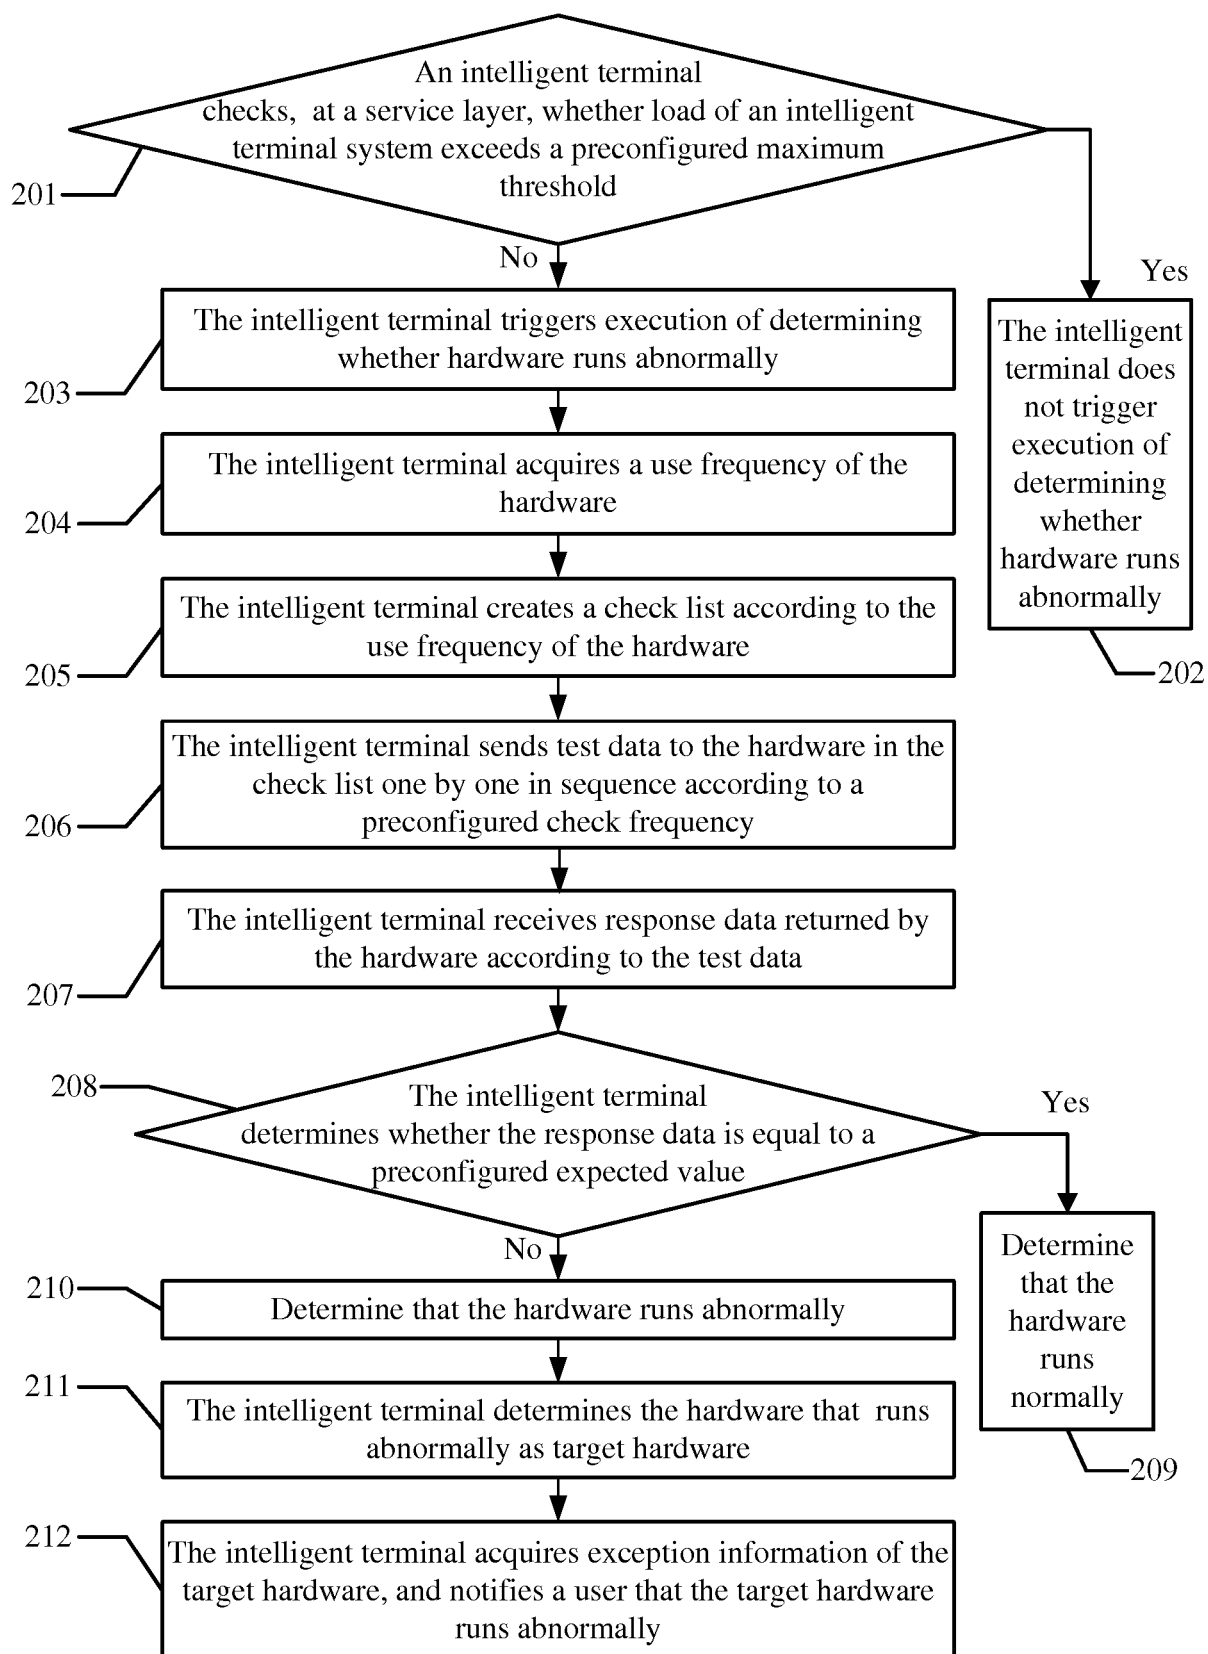 An intelligent terminal
checks, at a service layer, whether load of an intelligent
terminal system exceeds a preconfigured maximum
threshold
201
No
Yes
The intelligent terminal triggers execution of determining
whether hardware runs abnormally
203
The intelligent
terminal does
not trigger
execution of
determining
whether
hardware runs
abnormally
202
The intelligent terminal acquires a use frequency of the
hardware
204
The intelligent terminal creates a check list according to the
use frequency of the hardware
205
The intelligent terminal sends test data to the hardware in the
check list one by one in sequence according to a
preconfigured check frequency
206
The intelligent terminal receives response data returned by
the hardware according to the test data
207
208
The intelligent terminal
determines whether the response data is equal to a
preconfigured expected value
Yes
No
Determine
that the
hardware
runs
normally
209
210
Determine that the hardware runs abnormally
211
The intelligent terminal determines the hardware that runs
abnormally as target hardware
212
The intelligent terminal acquires exception information of the
target hardware, and notifies a user that the target hardware
runs abnormally